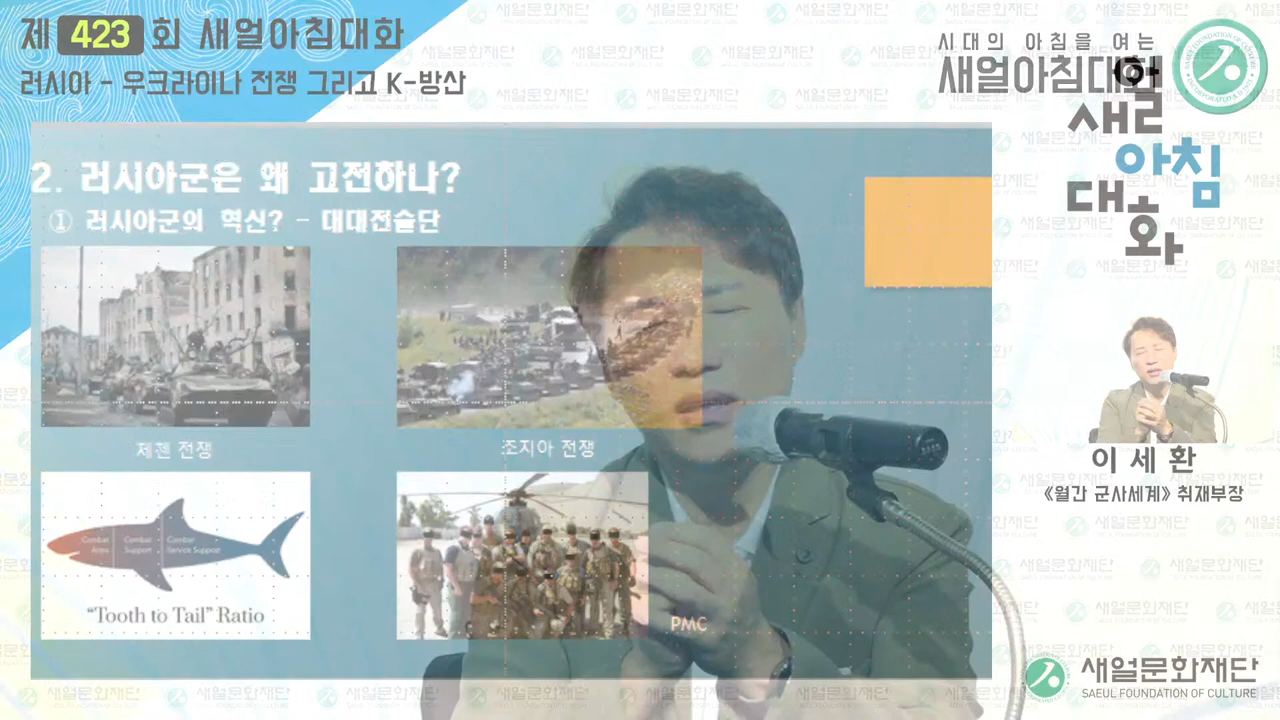 제 423 회 새얼아침대화
러시아 - 우크라이나 전쟁 그리고 K-방산
시대의 아침을 여는
새얼아침대화
새얼
아침
대화
2. 러시아군은 왜 고전하나?
① 러시아군의 혁신? - 대대전술단
제첸 전쟁
조지아 전쟁
Combat Arms
Combat Support
Combat Service Support
"Tooth to Tail" Ratio
PMC
이세환
《월간 군사세계》 취재부장
새얼문화재단
SAEUL FOUNDATION OF CULTURE